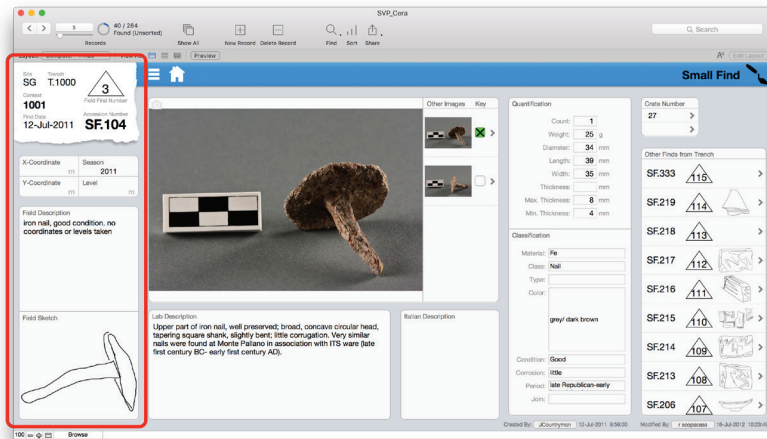 SVP_Cera
5
40 / 284
Found (Unsorted)
Records
Show All
New Record
Delete Record
Find
Sort
Share
Search
Preview
Edit Layout
Small Find
Site
SG
Trench
T.1000
3
Field Find Number
Context
1001
Find Date
12-Jul-2011
Accession Number
SF.104
X-Coordinate
m
Season
2011
Y-Coordinate
m
Level
m
Field Description
iron nail, good condition. no
coordinates or levels taken
Field Sketch
Other Images
Key
Lab Description
Upper part of iron nail, well preserved; broad, concave circular head,
tapering square shank, slightly bent; little corrugation. Very similar
nails were found at Monte Pallano in association with ITS ware (late
first century BC- early first century AD).
Italian Description
Quantification
Count: 1
Weight: 25 g
Diameter: 34 mm
Length: 39 mm
Width: 35 mm
Thickness: mm
Max. Thickness: 8 mm
Min. Thickness: 4 mm
Classification
Material: Fe
Class: Nail
Type:
Color:
grey/ dark brown
Condition: Good
Corrosion: little
Period: late Republican-early
Join:
Crate Number
27
Other Finds from Trench
SF.333 115
SF.219 114
SF.218 113
SF.217 112
SF.216 111
SF.215 110
SF.214 109
SF.213 108
SF.206 107
Created By: JCountryman 12-Jul-2011 9:59:00
Modified By:
100
Browse